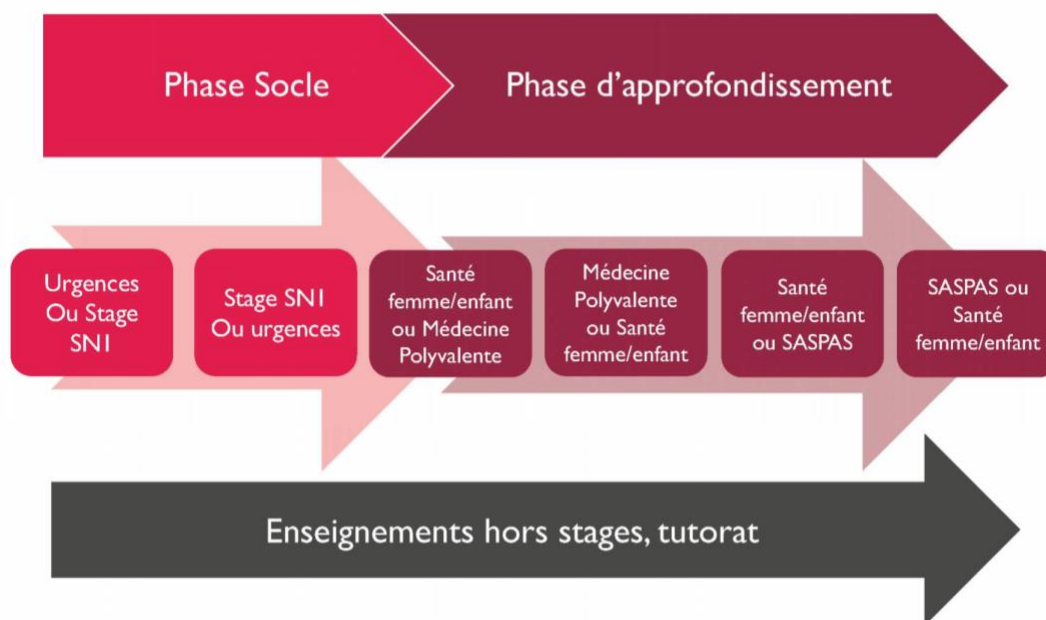 Phase Socle
Phase d'approfondissement
Urgences
Ou Stage
SN1
Stage SN1
Ou urgences
Santé
femme/enfant
ou Médecine
Polyvalente
Médecine
Polyvalente
ou Santé
femme/enfant
Santé
femme/enfant
ou SASPAS
SASPAS ou
Santé
femme/enfant
Enseignements hors stages, tutorat